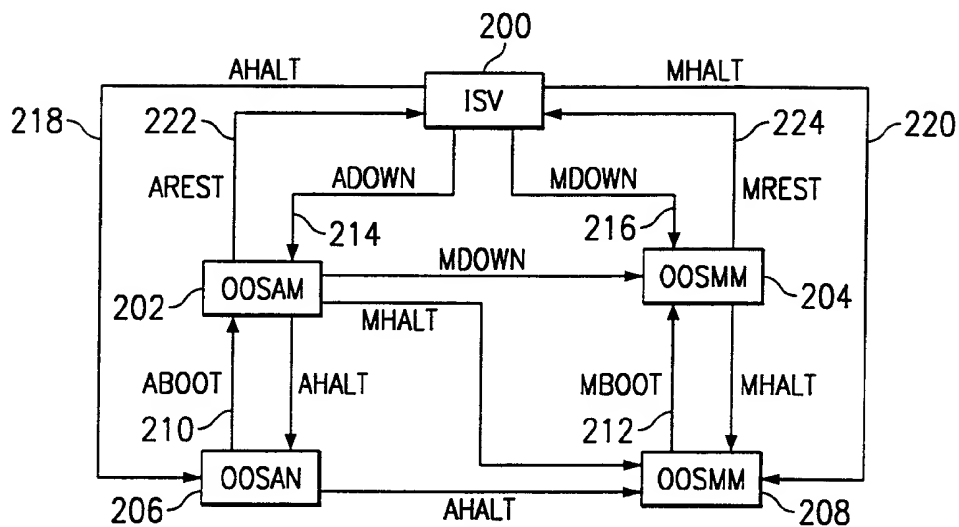 200
AHALT
MHALT
ISV
218
222
224
220
ADOWN
MDOWN
AREST
MREST
214
216
MDOWN
OOSAM
OOSMM
202
204
MHALT
ABOOT
AHALT
MBOOT
MHALT
210
212
OOSAN
OOSMM
206
AHALT
208